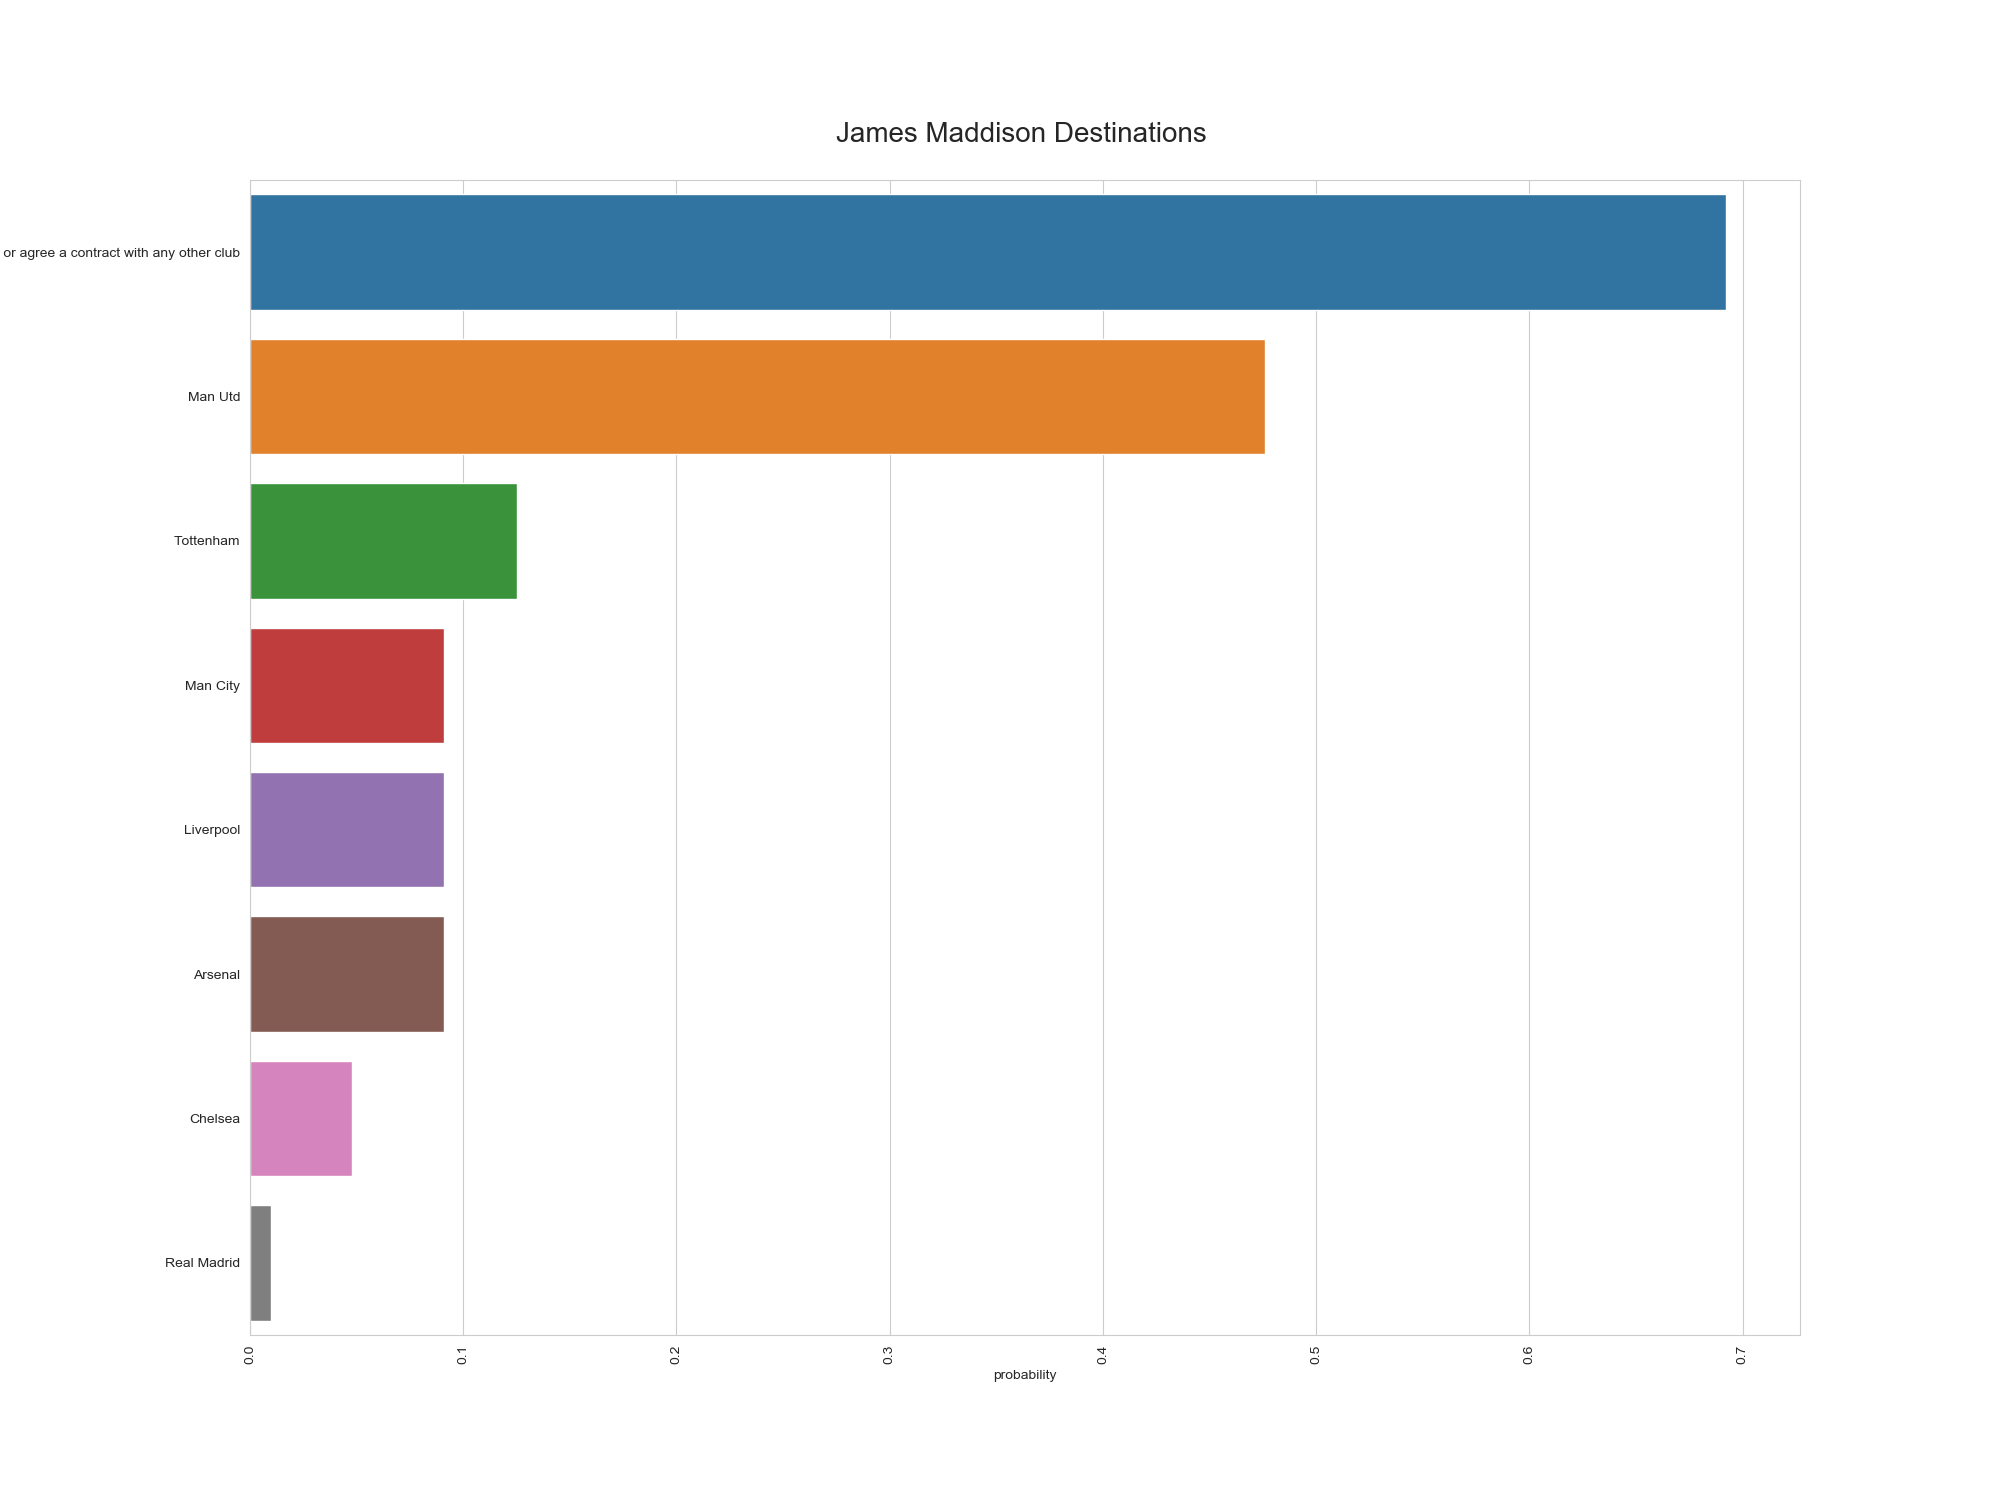 James Maddison Destinations
or agree a contract with any other club
Man Utd
Tottenham
Man City
Liverpool
Arsenal
Chelsea
Real Madrid
0.0
0.1
0.2
0.3
0.4
0.5
0.6
0.7
probability